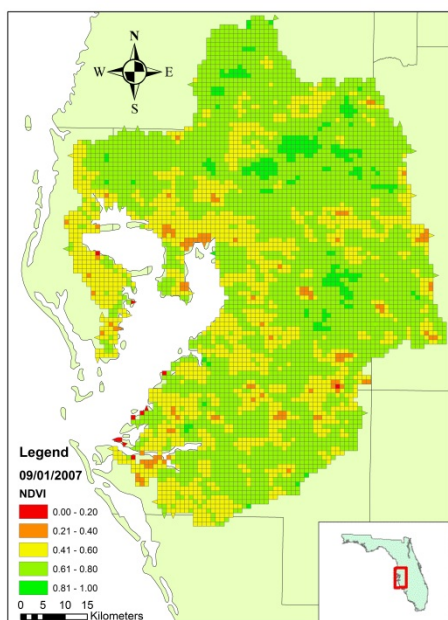 N
W E
S
Legend
09/01/2007
NDVI
0.00 - 0.20
0.21 - 0.40
0.41 - 0.60
0.61 - 0.80
0.81 - 1.00
0 5 10 15
Kilometers